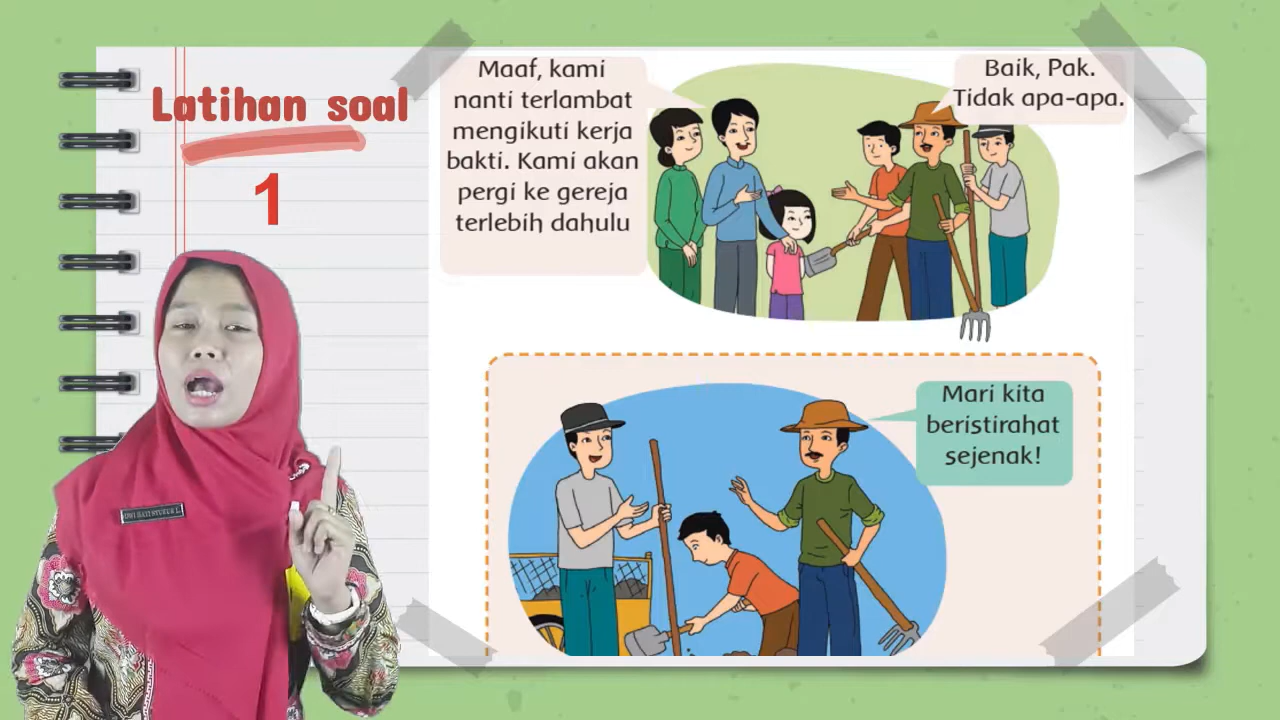 Latihan soal
1
Maaf, kami
nanti terlambat
mengikuti kerja
bakti. Kami akan
pergi ke gereja
terlebih dahulu
Baik, Pak.
Tidak apa-apa.
Mari kita
beristirahat
sejenak!